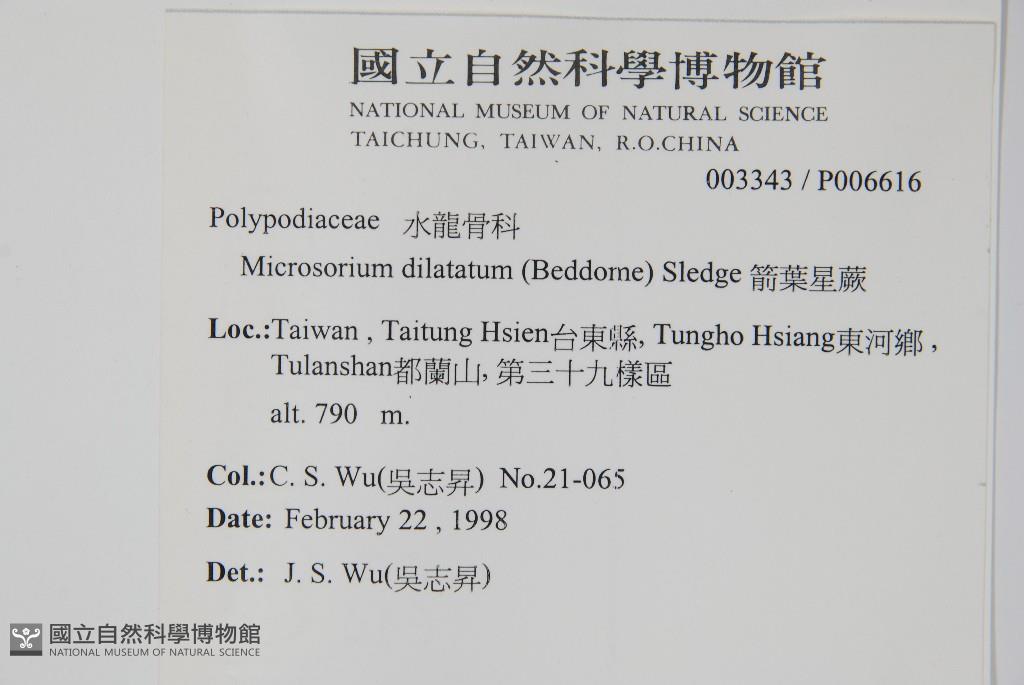 國立自然科學博物館
NATIONAL MUSEUM OF NATURAL SCIENCE
TAICHUNG, TAIWAN, R.O.CHINA
003343 / P006616
Polypodiaceae 水龍骨科
Microsorium dilatatum (Beddome) Sledge 箭葉星蕨
Loc.:Taiwan , Taitung Hsien台東縣, Tungho Hsiang東河鄉 ,
Tulanshan都蘭山, 第三十九樣區
alt. 790 m.
Col.: C. S. Wu(吳志昇) No.21-065
Date: February 22 , 1998
Det.: J. S. Wu(吳志昇)
國立自然科學博物館
NATIONAL MUSEUM OF NATURAL SCIENCE